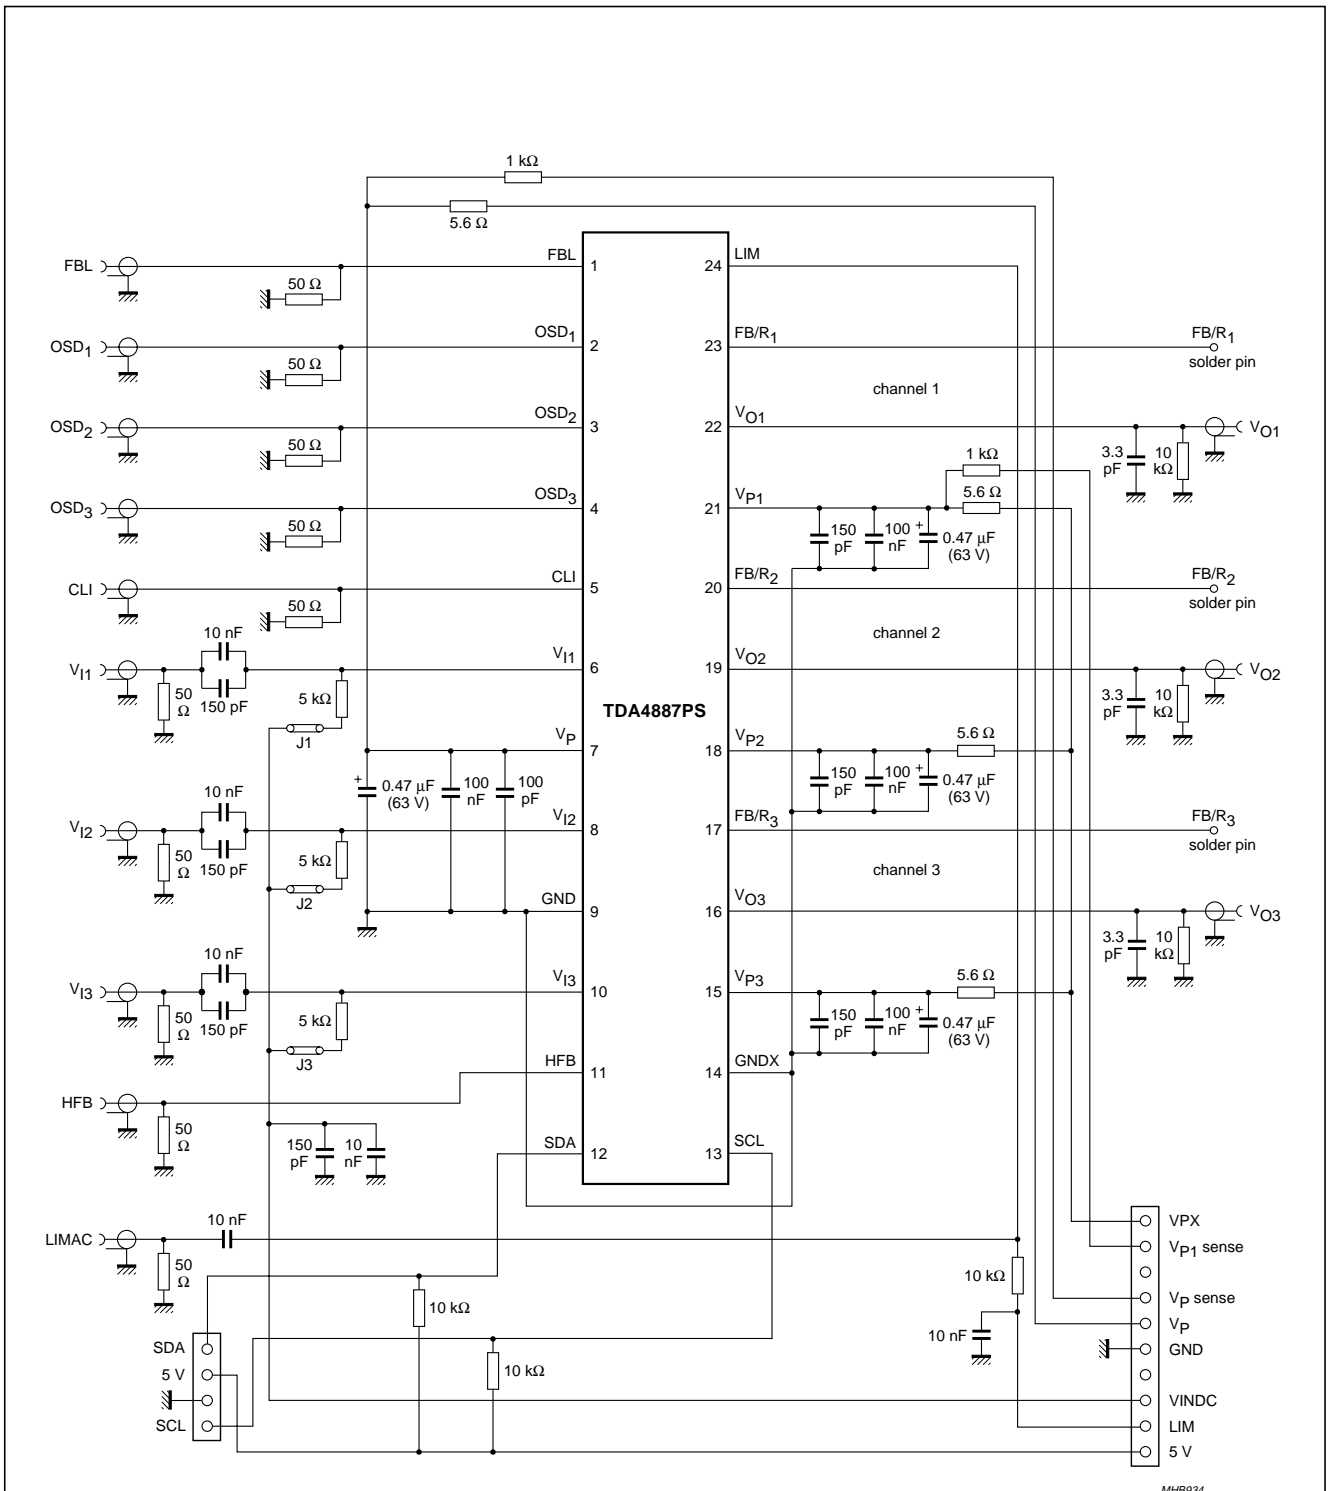 1 kΩ
5.6 Ω
FBL
50 Ω
FBL
1
24
LIM
OSD1
50 Ω
OSD1
2
23
FB/R1
FB/R1
solder pin
channel 1
OSD2
50 Ω
OSD2
3
22
VO1
3.3 pF
10 kΩ
VO1
1 kΩ
OSD3
50 Ω
OSD3
4
21
VP1
5.6 Ω
150 pF
100 nF
+
0.47 µF
(63 V)
CLI
50 Ω
CLI
5
20
FB/R2
FB/R2
solder pin
channel 2
VI1
50 Ω
10 nF
150 pF
VI1
6
5 kΩ
J1
19
VO2
3.3 pF
10 kΩ
VO2
TDA4887PS
VP
7
+
0.47 µF
(63 V)
100 nF
100 pF
18
VP2
5.6 Ω
150 pF
100 nF
+
0.47 µF
(63 V)
VI2
50 Ω
10 nF
150 pF
VI2
8
5 kΩ
J2
17
FB/R3
FB/R3
solder pin
channel 3
GND
9
16
VO3
3.3 pF
10 kΩ
VO3
VI3
50 Ω
10 nF
150 pF
VI3
10
5 kΩ
J3
15
VP3
5.6 Ω
150 pF
100 nF
+
0.47 µF
(63 V)
HFB
50 Ω
HFB
11
14
GNDX
150 pF
10 nF
SDA
12
13
SCL
LIMAC
50 Ω
10 nF
10 kΩ
10 kΩ
10 kΩ
10 nF
SDA
5 V
SCL
VPX
VP1 sense
VP sense
VP
GND
VINDC
LIM
5 V
MHB934